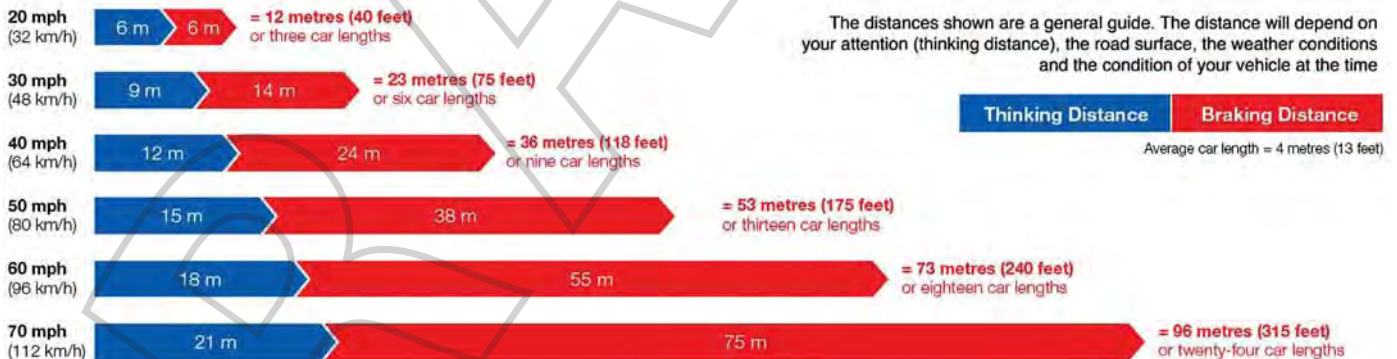 20 mph
(32 km/h)
6 m
6 m
= 12 metres (40 feet)
or three car lengths
The distances shown are a general guide. The distance will depend on
your attention (thinking distance), the road surface, the weather conditions
and the condition of your vehicle at the time
30 mph
(48 km/h)
9 m
14 m
= 23 metres (75 feet)
or six car lengths
Thinking Distance
Braking Distance
Average car length = 4 metres (13 feet)
40 mph
(64 km/h)
12 m
24 m
= 36 metres (118 feet)
or nine car lengths
50 mph
(80 km/h)
15 m
38 m
= 53 metres (175 feet)
or thirteen car lengths
60 mph
(96 km/h)
18 m
55 m
= 73 metres (240 feet)
or eighteen car lengths
70 mph
(112 km/h)
21 m
75 m
= 96 metres (315 feet)
or twenty-four car lengths